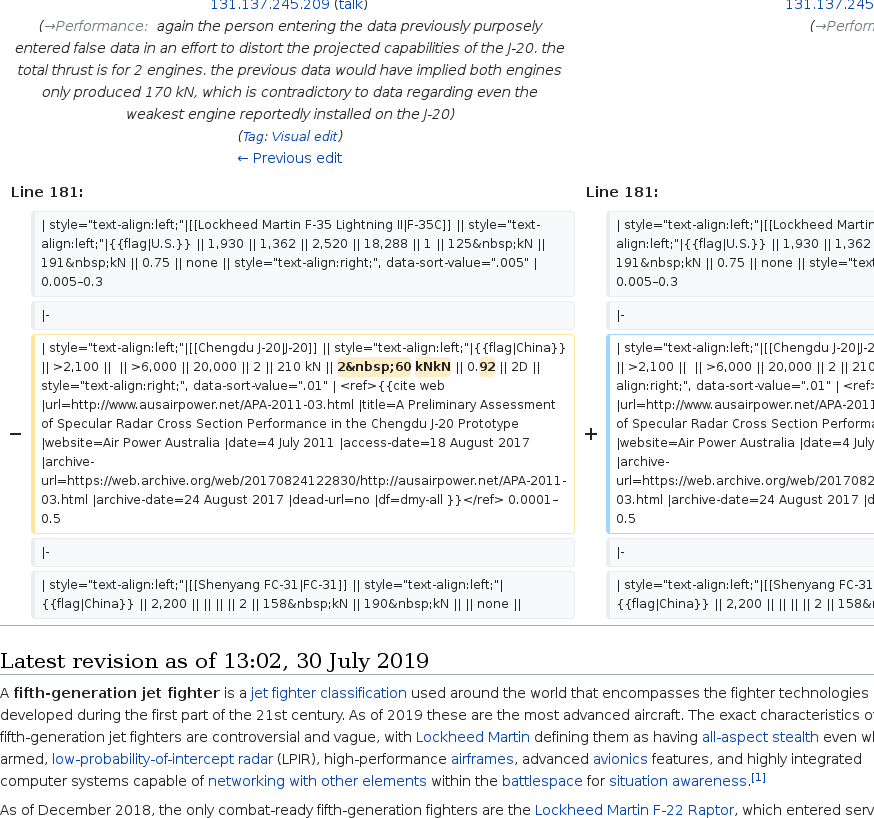 131.137.245.209 (talk)
131.137.245
(→Performance: again the person entering the data previously purposely
(→Perform
entered false data in an effort to distort the projected capabilities of the J-20. the
total thrust is for 2 engines. the previous data would have implied both engines
only produced 170 kN, which is contradictory to data regarding even the
weakest engine reportedly installed on the J-20)
(Tag: Visual edit)
← Previous edit
Line 181:
| style="text-align:left;"|[[Lockheed Martin F-35 Lightning II|F-35C]] || style="text-
align:left;"|{{flag|U.S.}} || 1,930 || 1,362 || 2,520 || 18,288 || 1 || 125&nbsp;kN ||
191&nbsp;kN || 0.75 || none || style="text-align:right;", data-sort-value=".005" |
0.005–0.3
|-
− | style="text-align:left;"|[[Chengdu J-20|J-20]] || style="text-align:left;"|{{flag|China}}
|| >2,100 || || >6,000 || 20,000 || 2 || 210 kN || 2&nbsp;60 kNkN || 0.92 || 2D ||
style="text-align:right;", data-sort-value=".01" | <ref>{{cite web
|url=http://www.ausairpower.net/APA-2011-03.html |title=A Preliminary Assessment
of Specular Radar Cross Section Performance in the Chengdu J-20 Prototype
|website=Air Power Australia |date=4 July 2011 |access-date=18 August 2017
|archive-
url=https://web.archive.org/web/20170824122830/http://ausairpower.net/APA-2011-
03.html |archive-date=24 August 2017 |dead-url=no |df=dmy-all }}</ref> 0.0001–
0.5
|-
| style="text-align:left;"|[[Shenyang FC-31|FC-31]] || style="text-align:left;"|
{{flag|China}} || 2,200 || || || || 2 || 158&nbsp;kN || 190&nbsp;kN || || none ||
Line 181:
| style="text-align:left;"|[[Lockheed Martin
align:left;"|{{flag|U.S.}} || 1,930 || 1,362
191&nbsp;kN || 0.75 || none || style="tex
0.005–0.3
|-
+ | style="text-align:left;"|[[Chengdu J-20|J-2
|| >2,100 || || >6,000 || 20,000 || 2 || 21
align:right;", data-sort-value=".01" | <ref
|url=http://www.ausairpower.net/APA-2011
of Specular Radar Cross Section Performa
|website=Air Power Australia |date=4 July
|archive-
url=https://web.archive.org/web/2017082
03.html |archive-date=24 August 2017 |d
0.5
|-
| style="text-align:left;"|[[Shenyang FC-31
{{flag|China}} || 2,200 || || || || 2 || 158&n
Latest revision as of 13:02, 30 July 2019
A fifth-generation jet fighter is a jet fighter classification used around the world that encompasses the fighter technologies
developed during the first part of the 21st century. As of 2019 these are the most advanced aircraft. The exact characteristics of
fifth-generation jet fighters are controversial and vague, with Lockheed Martin defining them as having all-aspect stealth even wh
armed, low-probability-of-intercept radar (LPIR), high-performance airframes, advanced avionics features, and highly integrated
computer systems capable of networking with other elements within the battlespace for situation awareness.[1]
As of December 2018, the only combat-ready fifth-generation fighters are the Lockheed Martin F-22 Raptor, which entered serv